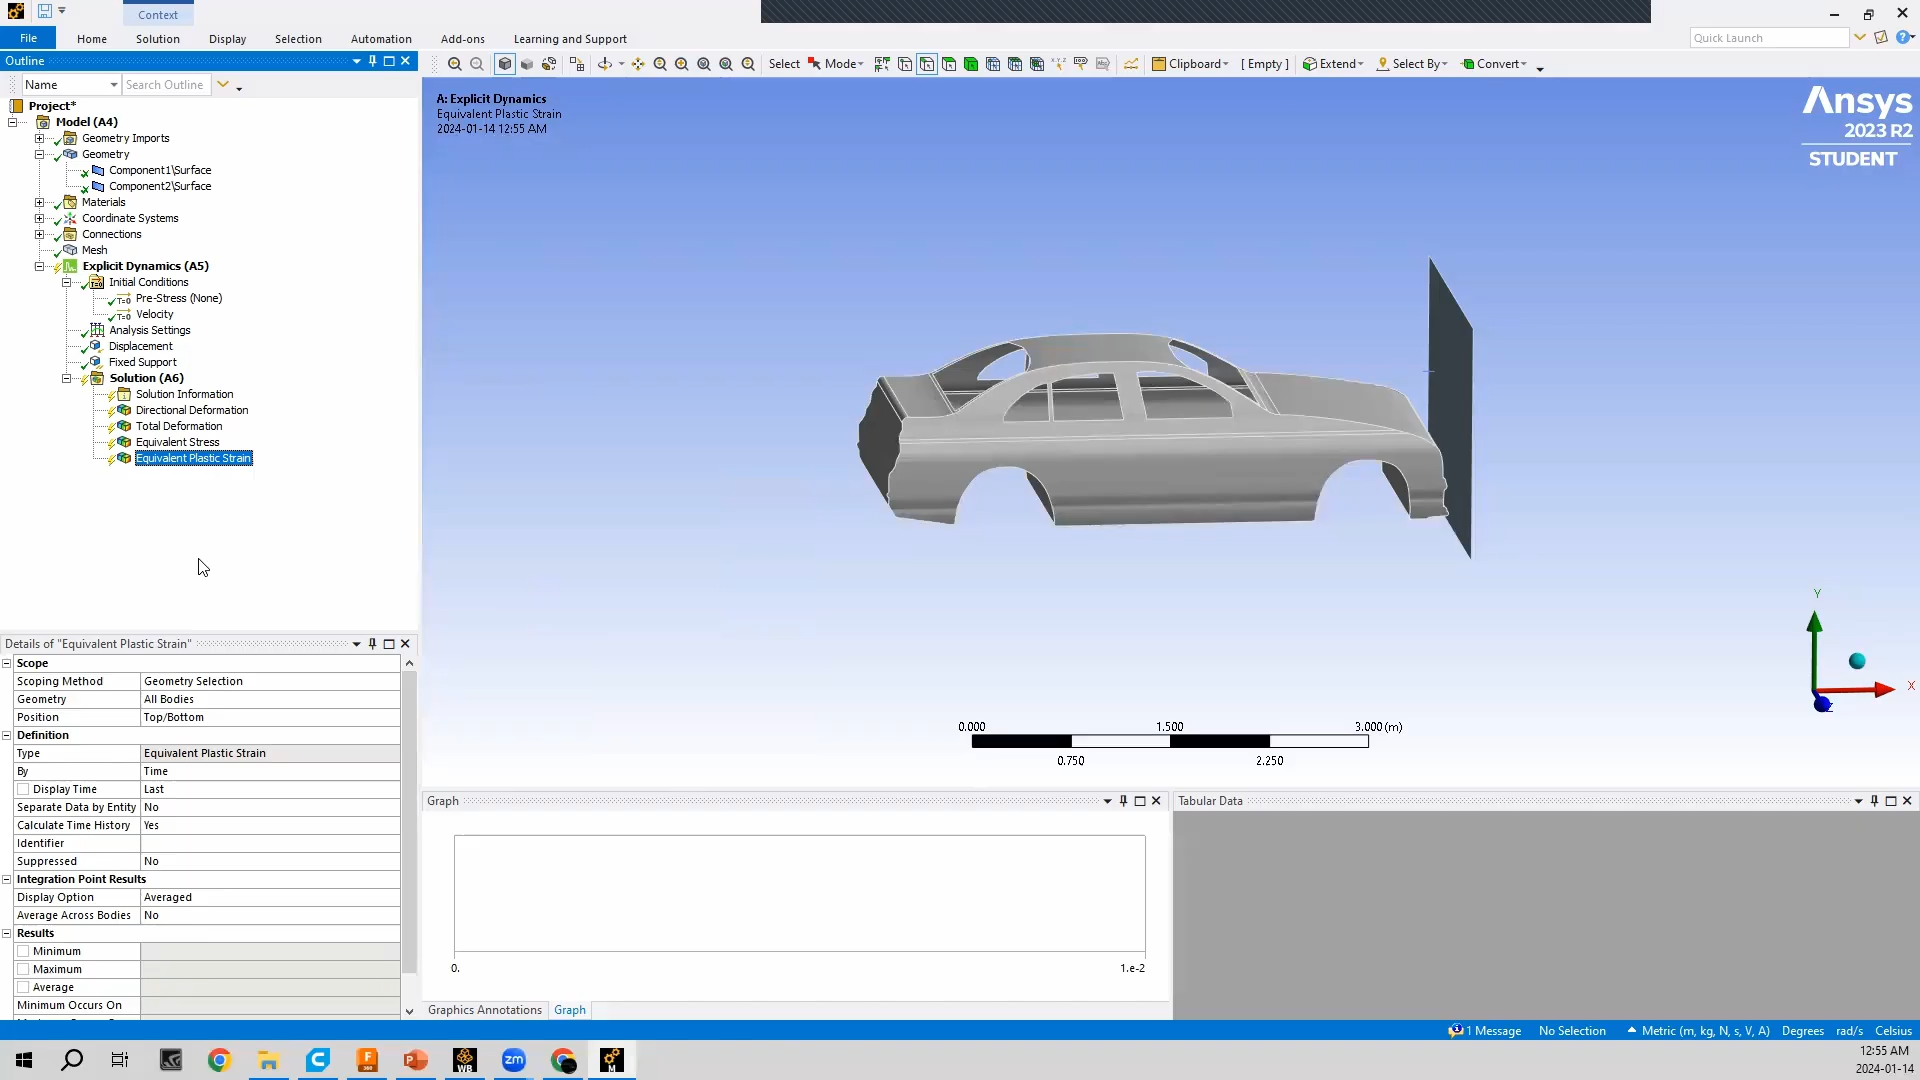 Context
File
Home
Solution
Display
Selection
Automation
Add-ons
Learning and Support
Quick Launch
Outline
Name
Search Outline
Select
Mode
Clipboard
[ Empty ]
Extend
Select By
Convert
Project*
Model (A4)
Geometry Imports
Geometry
Component1\Surface
Component2\Surface
Materials
Coordinate Systems
Connections
Mesh
Explicit Dynamics (A5)
Initial Conditions
Pre-Stress (None)
Velocity
Analysis Settings
Displacement
Fixed Support
Solution (A6)
Solution Information
Directional Deformation
Total Deformation
Equivalent Stress
Equivalent Plastic Strain
A: Explicit Dynamics
Equivalent Plastic Strain
2024-01-14 12:55 AM
Ansys
2023 R2
STUDENT
Y
X
Z
0.000
1.500
3.000 (m)
0.750
2.250
Details of "Equivalent Plastic Strain"
Scope
Scoping Method Geometry Selection
Geometry All Bodies
Position Top/Bottom
Definition
Type Equivalent Plastic Strain
By Time
Display Time Last
Separate Data by Entity No
Calculate Time History Yes
Identifier
Suppressed No
Integration Point Results
Display Option Averaged
Average Across Bodies No
Results
Minimum
Maximum
Average
Minimum Occurs On
Graph
0.
1.e-2
Graphics Annotations
Graph
Tabular Data
1 Message
No Selection
Metric (m, kg, N, s, V, A)
Degrees
rad/s
Celsius
12:55 AM
2024-01-14